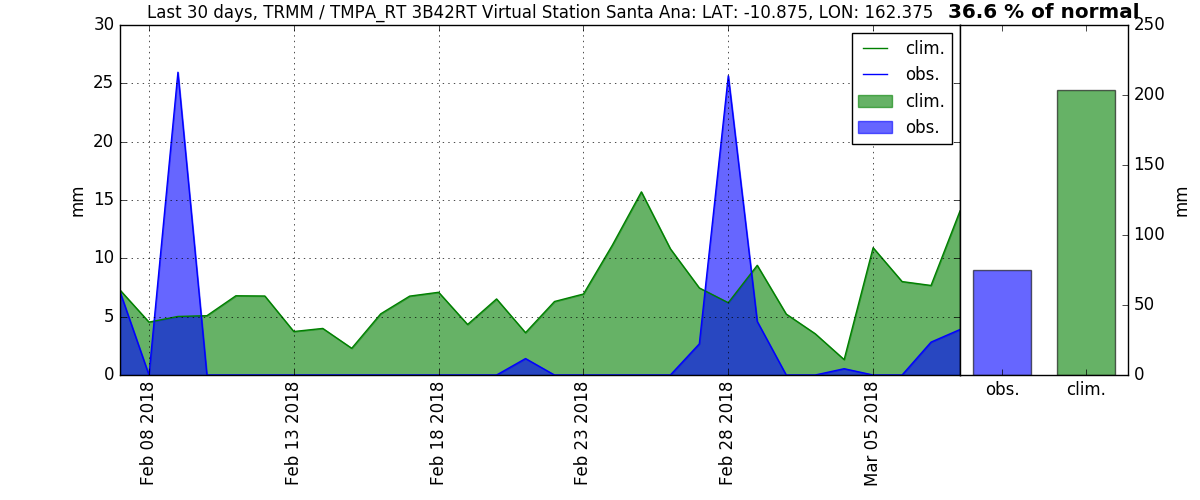 Last 30 days, TRMM / TMPA_RT 3B42RT Virtual Station Santa Ana: LAT: -10.875, LON: 162.375
36.6 % of normal
30
25
20
15
10
5
0
mm
clim.
obs.
clim.
obs.
Feb 08 2018
Feb 13 2018
Feb 18 2018
Feb 23 2018
Feb 28 2018
Mar 05 2018
250
200
150
100
50
0
mm
obs.
clim.